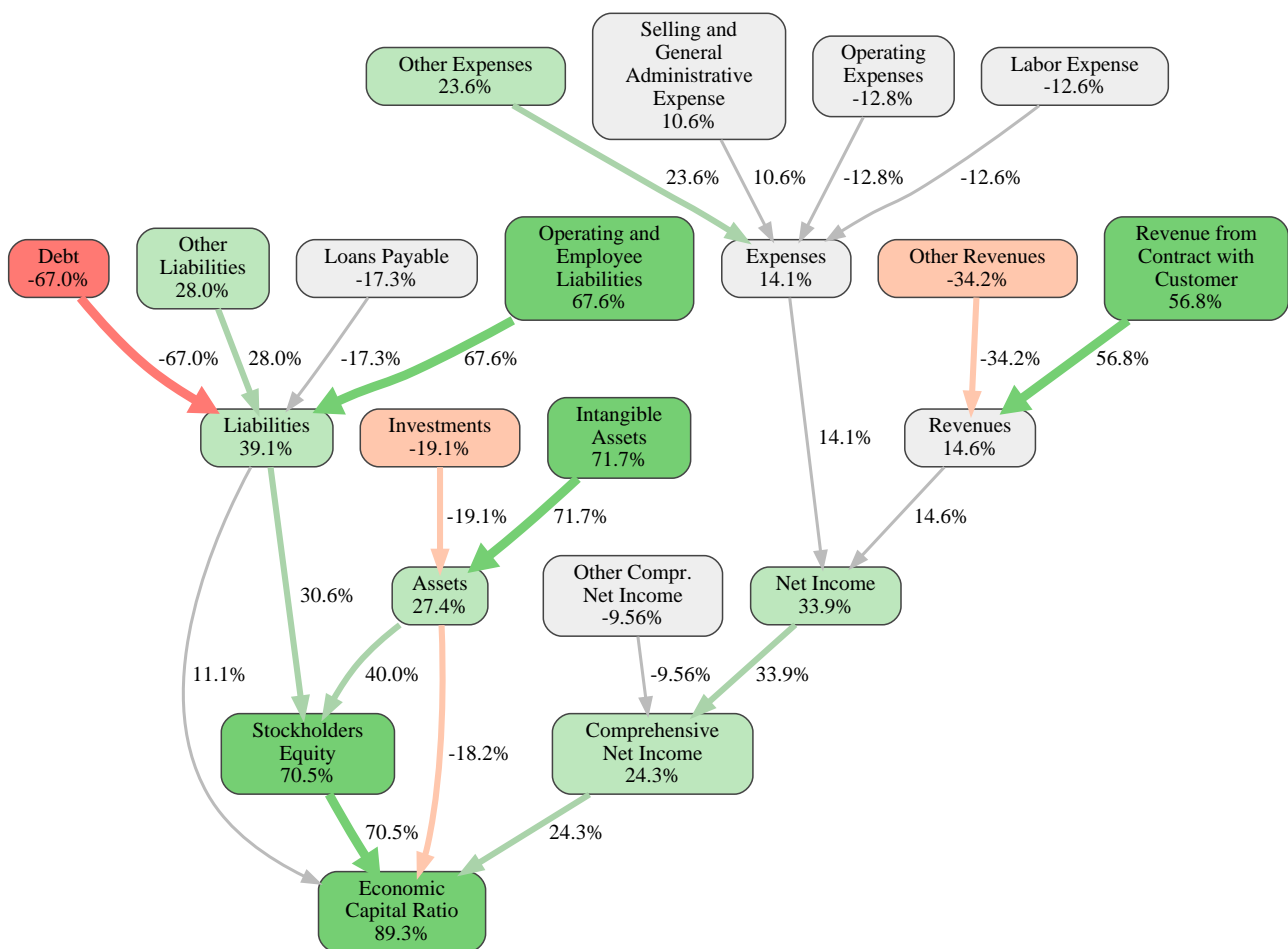 Selling and
General
Administrative
Expense
10.6%
Other Expenses
23.6%
Operating
Expenses
-12.8%
Labor Expense
-12.6%
23.6%
10.6%
-12.8%
-12.6%
Debt
-67.0%
Other
Liabilities
28.0%
Loans Payable
-17.3%
Operating and
Employee
Liabilities
67.6%
Expenses
14.1%
Other Revenues
-34.2%
Revenue from
Contract with
Customer
56.8%
-67.0%
28.0%
-17.3%
67.6%
-34.2%
56.8%
Liabilities
39.1%
Investments
-19.1%
Intangible
Assets
71.7%
14.1%
Revenues
14.6%
-19.1%
71.7%
14.6%
30.6%
Assets
27.4%
Other Compr.
Net Income
-9.56%
Net Income
33.9%
11.1%
40.0%
-9.56%
33.9%
Stockholders
Equity
70.5%
-18.2%
Comprehensive
Net Income
24.3%
70.5%
24.3%
Economic
Capital Ratio
89.3%